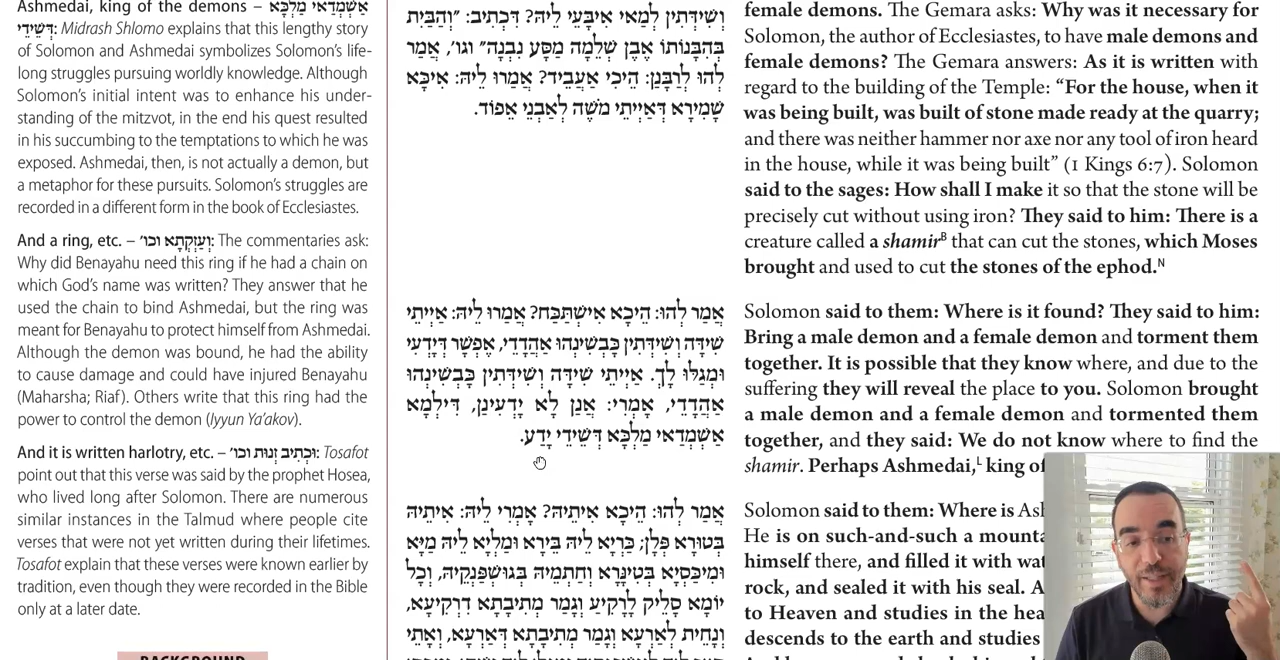 Ashmedai, king of the demons – אַשְׁמְדַאי מַלְכָּא
דְּשֵׁידֵי: Midrash Shlomo explains that this lengthy story
of Solomon and Ashmedai symbolizes Solomon's life-
long struggles pursuing worldly knowledge. Although
Solomon's initial intent was to enhance his under-
standing of the mitzvot, in the end his quest resulted
in his succumbing to the temptations to which he was
exposed. Ashmedai, then, is not actually a demon, but
a metaphor for these pursuits. Solomon's struggles are
recorded in a different form in the book of Ecclesiastes.
And a ring, etc. – וְעִזְקְתָא וכו׳: The commentaries ask:
Why did Benayahu need this ring if he had a chain on
which God's name was written? They answer that he
used the chain to bind Ashmedai, but the ring was
meant for Benayahu to protect himself from Ashmedai.
Although the demon was bound, he had the ability
to cause damage and could have injured Benayahu
(Maharsha; Riaf). Others write that this ring had the
power to control the demon (Iyyun Ya'akov).
And it is written harlotry, etc. – וּכְתִיב זְנוּת וכו׳: Tosafot
point out that this verse was said by the prophet Hosea,
who lived long after Solomon. There are numerous
similar instances in the Talmud where people cite
verses that were not yet written during their lifetimes.
Tosafot explain that these verses were known earlier by
tradition, even though they were recorded in the Bible
only at a later date.
BACKGROUND
וְשִׁידְּתִין לְמַאי אִיבְּעֵי לֵיהּ? דִּכְתִיב: ״וְהַבַּיִת
בְּהִבָּנוֹתוֹ אֶבֶן שְׁלֵמָה מַסָּע נִבְנָה״ וגו׳, אֲמַר
לְהוּ לְרַבָּנַן: הֵיכִי אַעֲבֵיד? אֲמַרוּ לֵיהּ: אִיכָּא
שָׁמִירָא דְּאַיְיתֵי מֹשֶׁה לְאַבְנֵי אֵפוֹד.
אֲמַר לְהוּ: הֵיכָא אִישְׁתַּכַּח? אֲמַרוּ לֵיהּ: אַיְיתֵי
שִׁידָּה וְשִׁידְּתִין כַּבְשִׁינְהוּ אַהֲדָדֵי, אֶפְשָׁר דְּיָדְעִי
וּמְגַלּוּ לָךְ. אַיְיתֵי שִׁידָּה וְשִׁידְּתִין כַּבְשִׁינְהוּ
אַהֲדָדֵי, אָמְרִי: אֲנַן לָא יָדְעִינַן, דִּילְמָא
אַשְׁמְדַאי מַלְכָּא דְּשֵׁידֵי יָדַע.
אֲמַר לְהוּ: הֵיכָא אִיתֵיהּ? אָמְרִי לֵיהּ: אִיתֵיהּ
בְּטוּרָא פְּלָן; כַּרְיָא לֵיהּ בֵּירָא וּמַלְיָא לֵיהּ מַיָּא
וּמִיכַּסְיָא בְּטִינָּרָא וְחַתְמֵיהּ בְּגוּשְׁפַּנְקֵיהּ, וְכָל
יוֹמָא סָלֵיק לָרָקִיעַ וְגָמַר מְתִיבְתָא דִרְקִיעָא,
וְנָחֵית לְאַרְעָא וְגָמַר מְתִיבְתָא דְּאַרְעָא, וְאָתֵי
female demons. The Gemara asks: Why was it necessary for
Solomon, the author of Ecclesiastes, to have male demons and
female demons? The Gemara answers: As it is written with
regard to the building of the Temple: "For the house, when it
was being built, was built of stone made ready at the quarry;
and there was neither hammer nor axe nor any tool of iron heard
in the house, while it was being built" (1 Kings 6:7). Solomon
said to the sages: How shall I make it so that the stone will be
precisely cut without using iron? They said to him: There is a
creature called a shamirᴮ that can cut the stones, which Moses
brought and used to cut the stones of the ephod.ᴺ
Solomon said to them: Where is it found? They said to him:
Bring a male demon and a female demon and torment them
together. It is possible that they know where, and due to the
suffering they will reveal the place to you. Solomon brought
a male demon and a female demon and tormented them
together, and they said: We do not know where to find the
shamir. Perhaps Ashmedai,ᴸ king of
Solomon said to them: Where is Ash
He is on such-and-such a mounta
himself there, and filled it with wat
rock, and sealed it with his seal. A
to Heaven and studies in the hea
descends to the earth and studies